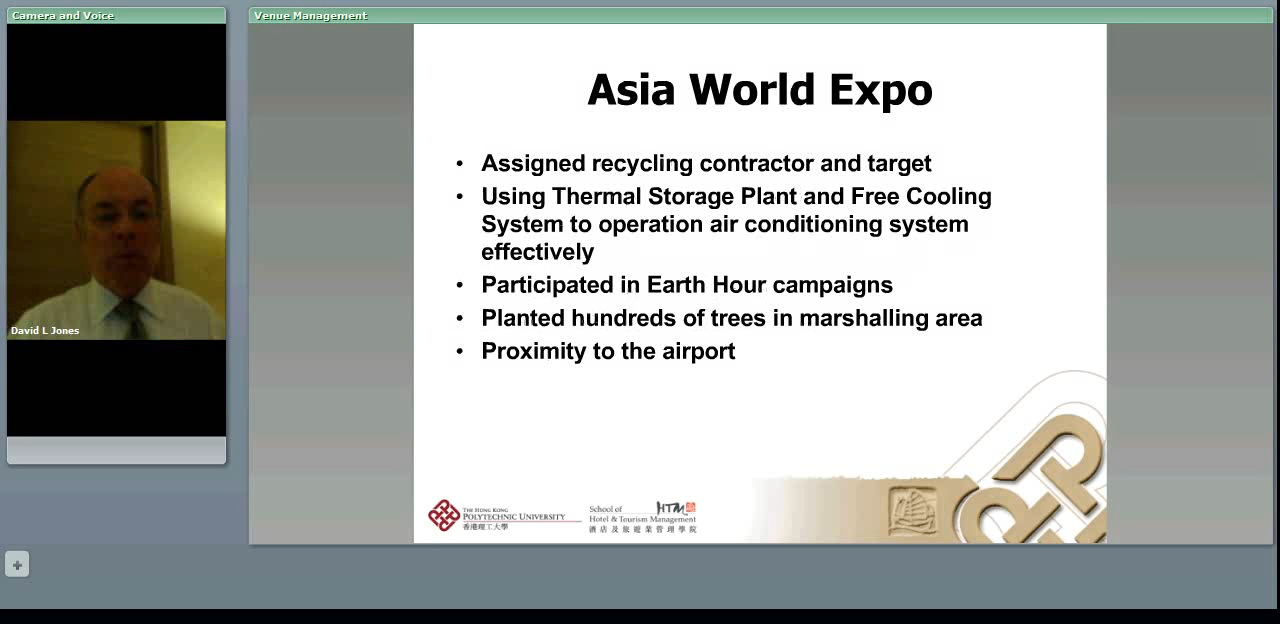 Camera and Voice
Venue Management
Asia World Expo
• Assigned recycling contractor and target
• Using Thermal Storage Plant and Free Cooling
System to operation air conditioning system
effectively
• Participated in Earth Hour campaigns
• Planted hundreds of trees in marshalling area
• Proximity to the airport
David L Jones
THE HONG KONG
POLYTECHNIC UNIVERSITY
香港理工大學
School of HTM
Hotel & Tourism Management
酒店及旅遊業管理學院